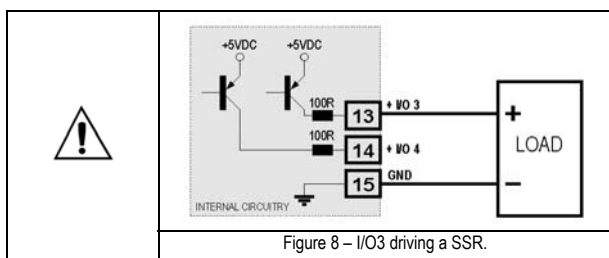 +5VDC +5VDC
100R
13 + I/O 3
100R
14 + I/O 4
15 GND
+
LOAD
−
INTERNAL CIRCUITRY
Figure 8 – I/O3 driving a SSR.